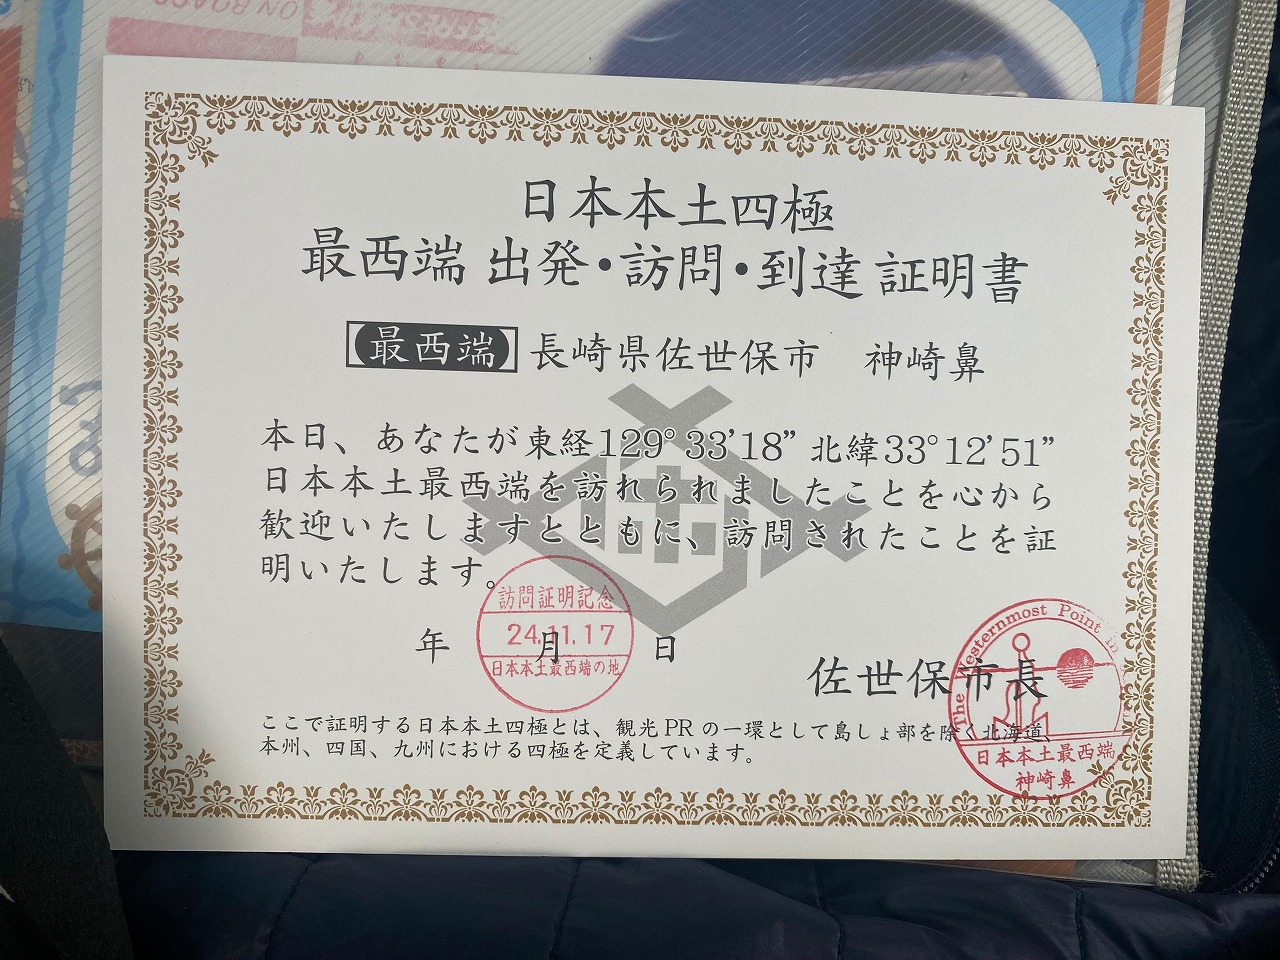 ON BOARD
日本本土四極
最西端 出発・訪問・到達 証明書
【最西端】 長崎県佐世保市　神崎鼻
本日、あなたが東経129°33'18” 北緯33°12'51”
日本本土最西端を訪れられましたことを心から
歓迎いたしますとともに、訪問されたことを証
明いたします。
訪問証明記念
24.11.17
日本本土最西端の地
年　月　日
佐世保市長
The Westernmost Point in
日本本土最西端
神崎鼻
ここで証明する日本本土四極とは、観光PRの一環として島しょ部を除く北海道、
本州、四国、九州における四極を定義しています。